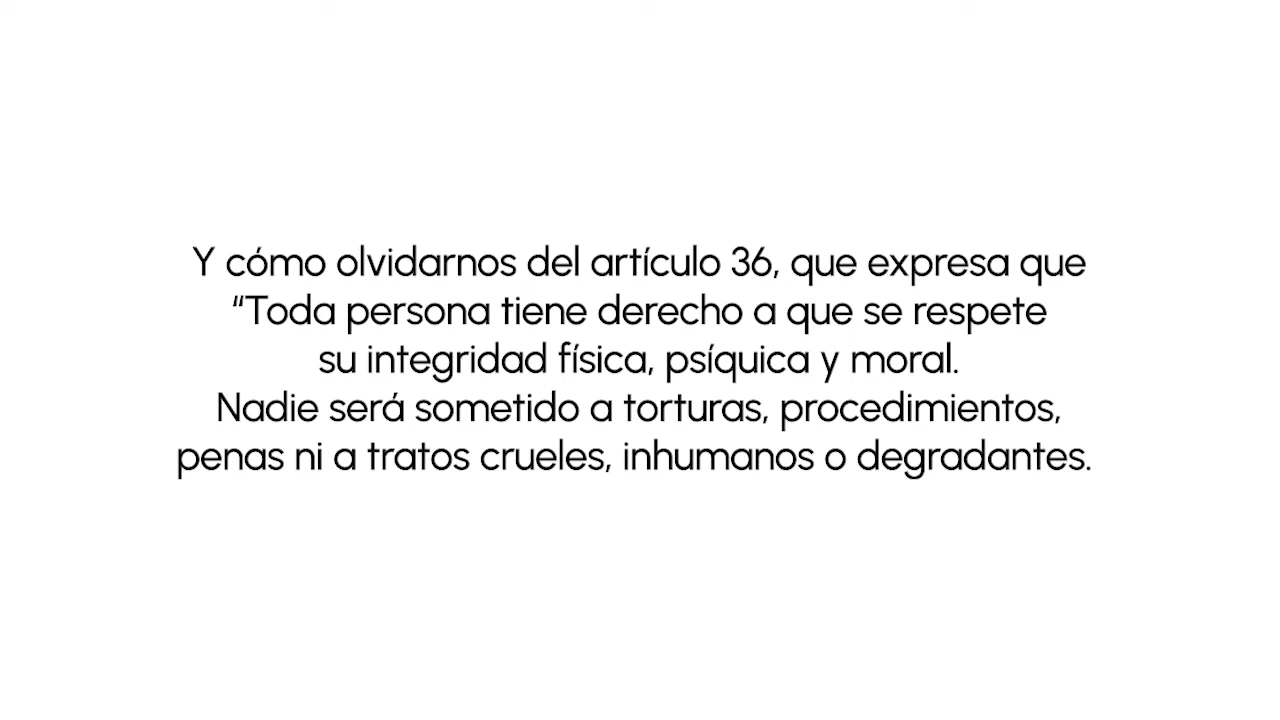 Y cómo olvidarnos del artículo 36, que expresa que
“Toda persona tiene derecho a que se respete
su integridad física, psíquica y moral.
Nadie será sometido a torturas, procedimientos,
penas ni a tratos crueles, inhumanos o degradantes.